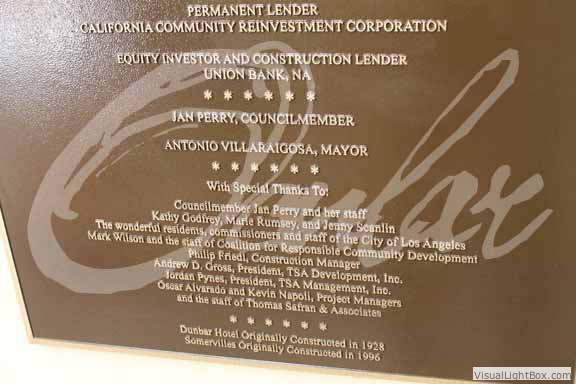 PERMANENT LENDER
CALIFORNIA COMMUNITY REINVESTMENT CORPORATION
EQUITY INVESTOR AND CONSTRUCTION LENDER
UNION BANK, NA
* * * * * *
JAN PERRY, COUNCILMEMBER
ANTONIO VILLARAIGOSA, MAYOR
* * * * * *
With Special Thanks To:
Councilmember Jan Perry and her staff
Kathy Godfrey, Marie Rumsey, and Jenny Scanlin
The wonderful residents, commissioners and staff of the City of Los Angeles
Mark Wilson and the staff of Coalition for Responsible Community Development
Philip Friedl, Construction Manager
Andrew D. Gross, President, TSA Development, Inc.
Jordan Pynes, President, TSA Management, Inc.
Oscar Alvarado and Kevin Napoli, Project Managers
and the staff of Thomas Safran & Associates
* * * * * *
Dunbar Hotel Originally Constructed in 1928
Somervilles Originally Constructed in 1996
VisualLightBox.com